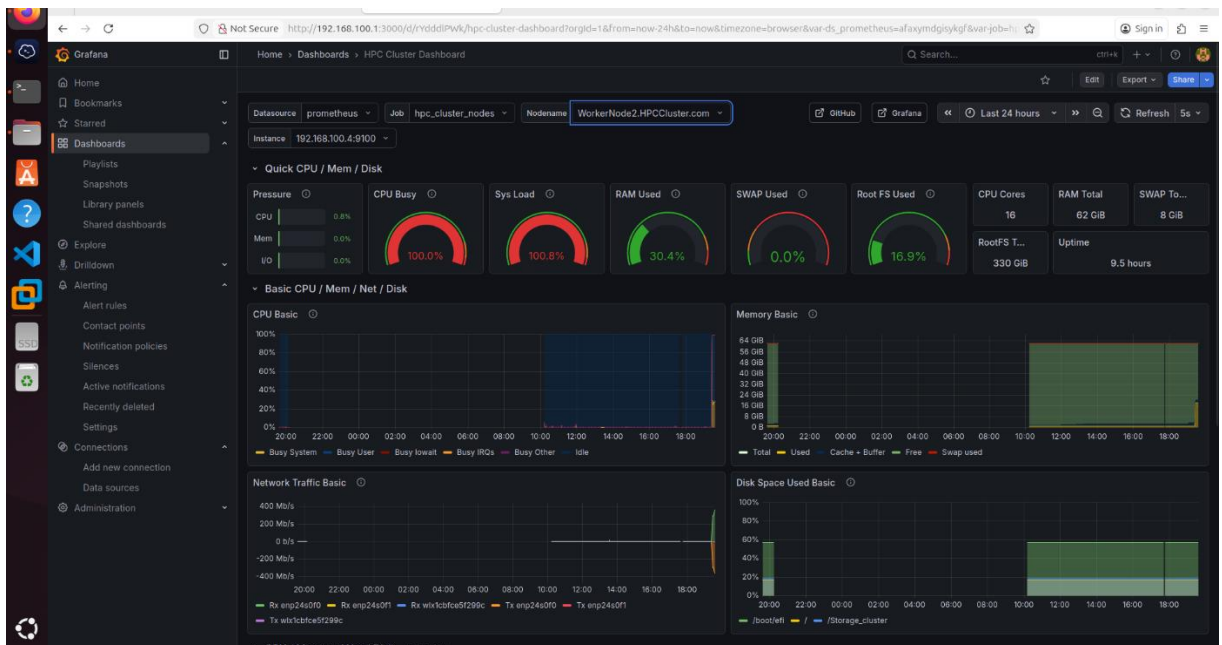 Not Secure http://192.168.100.1:3000/d/rYdddlPWk/hpc-cluster-dashboard?orgId=1&from=now-24h&to=now&timezone=browser&var-ds_prometheus=afaxymdgisykgf&var-job=h
Sign in
Grafana
Home > Dashboards > HPC Cluster Dashboard
Search...
ctrl+k
Home
Bookmarks
Starred
Dashboards
Playlists
Snapshots
Library panels
Shared dashboards
Explore
Drilldown
Alerting
Alert rules
Contact points
Notification policies
Silences
Active notifications
Recently deleted
Settings
Connections
Add new connection
Data sources
Administration
SSD
Edit Export Share
Datasource prometheus Job hpc_cluster_nodes Nodename WorkerNode2.HPCCluster.com
GitHub Grafana Last 24 hours Refresh 5s
Instance 192.168.100.4:9100
Quick CPU / Mem / Disk
Pressure
CPU 0.8%
Mem 0.0%
I/O 0.0%
CPU Busy
100.0%
Sys Load
100.8%
RAM Used
30.4%
SWAP Used
0.0%
Root FS Used
16.9%
CPU Cores
16
RAM Total
62 GiB
SWAP To...
8 GiB
RootFS T...
330 GiB
Uptime
9.5 hours
Basic CPU / Mem / Net / Disk
CPU Basic
100%
80%
60%
40%
20%
0%
20:00 22:00 00:00 02:00 04:00 06:00 08:00 10:00 12:00 14:00 16:00 18:00
Busy System Busy User Busy Iowait Busy IRQs Busy Other Idle
Memory Basic
64 GiB
56 GiB
48 GiB
40 GiB
32 GiB
24 GiB
16 GiB
8 GiB
0 B
20:00 22:00 00:00 02:00 04:00 06:00 08:00 10:00 12:00 14:00 16:00 18:00
Total Used Cache + Buffer Free Swap used
Network Traffic Basic
400 Mb/s
200 Mb/s
0 b/s
-200 Mb/s
-400 Mb/s
20:00 22:00 00:00 02:00 04:00 06:00 08:00 10:00 12:00 14:00 16:00 18:00
Rx enp24s0f0 Rx enp24s0f1 Rx wlx1cbfce5f299c Tx enp24s0f0 Tx enp24s0f1
Tx wlx1cbfce5f299c
Disk Space Used Basic
100%
80%
60%
40%
20%
0%
20:00 22:00 00:00 02:00 04:00 06:00 08:00 10:00 12:00 14:00 16:00 18:00
/boot/efi / /Storage_cluster